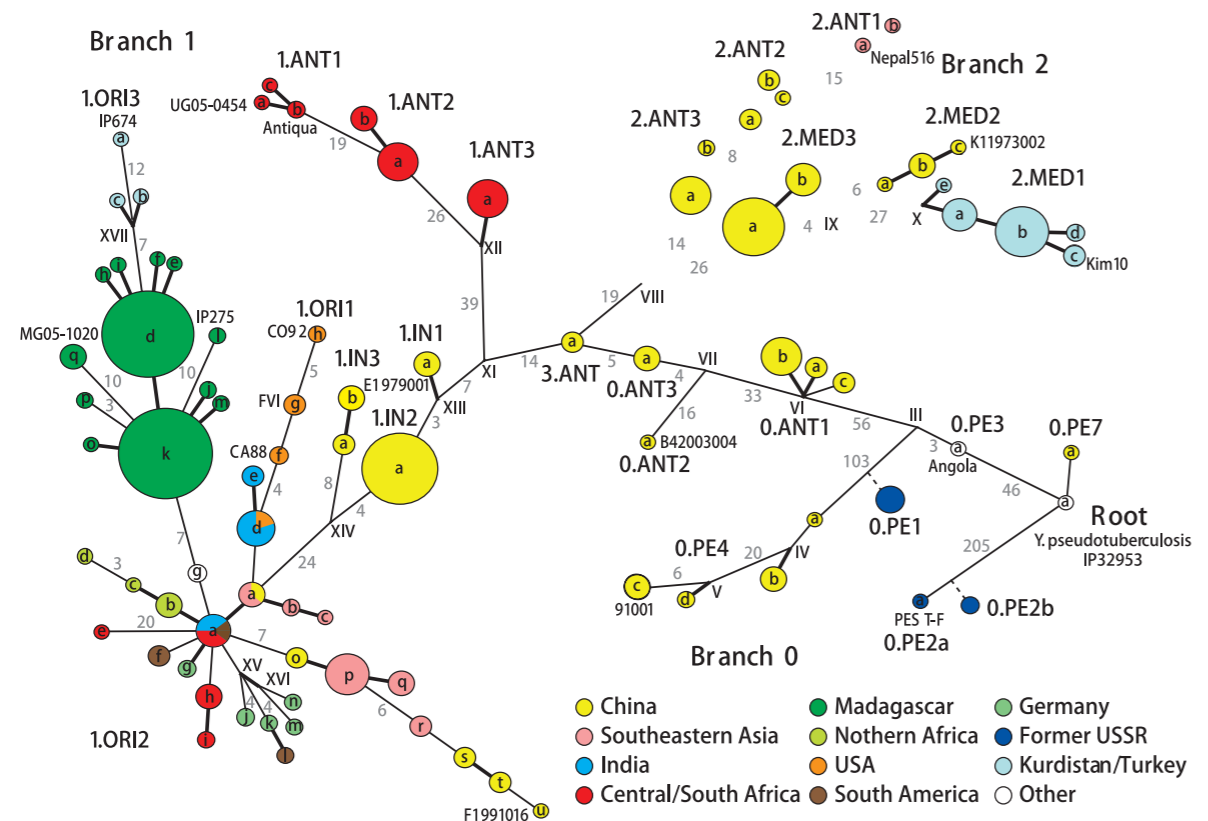 Branch 1
1.ORI3
IP674
a
12
c
b
XVII
7
h
i
f
e
d
MG05-1020
q
IP275
l
10
10
p
3
j
m
o
k
7
g
1.ANT1
c
a
b
UG05-0454
Antiqua
19
1.ANT2
b
a
26
1.ANT3
a
XII
39
XI
1.ORI1
CO92
h
5
FVI
g
CA88
f
e
4
d
1.IN3
b
E1979001
a
8
1.IN1
a
7
XIII
3
1.IN2
a
4
XIV
24
a
b
c
d
3
c
b
20
e
a
f
g
h
i
7
o
p
q
6
r
s
t
u
F1991016
XV
XVI
4
4
j
k
n
m
l
1.ORI2
2.ANT1
b
a
Nepal516
15
Branch 2
2.ANT2
b
c
a
8
2.ANT3
b
a
14
26
2.MED3
b
a
4
IX
6
27
2.MED2
c
K11973002
b
a
2.MED1
e
X
a
b
d
c
Kim10
VIII
19
14
a
3.ANT
5
a
0.ANT3
4
VII
16
a
B42003004
0.ANT2
33
b
a
c
VI
0.ANT1
56
III
3
0.PE3
a
Angola
46
0.PE7
a
a
Root
Y. pseudotuberculosis
IP32953
103
0.PE1
a
20
IV
b
0.PE4
6
V
c
d
91001
205
a
PES T-F
0.PE2a
0.PE2b
Branch 0
China
Madagascar
Germany
Southeastern Asia
Nothern Africa
Former USSR
India
USA
Kurdistan/Turkey
Central/South Africa
South America
Other